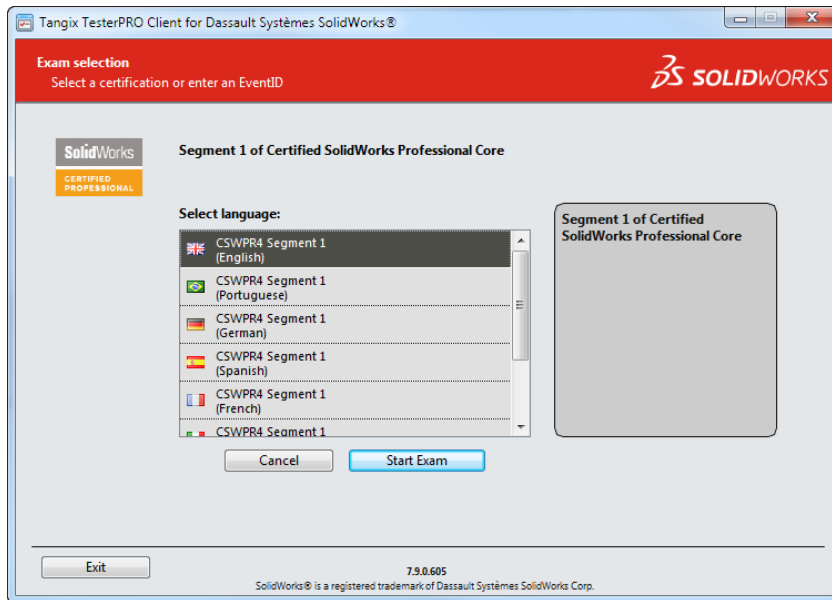 Tangix TesterPRO Client for Dassault Systèmes SolidWorks®
Exam selection
Select a certification or enter an EventID
SOLIDWORKS
SolidWorks
CERTIFIED
PROFESSIONAL
Segment 1 of Certified SolidWorks Professional Core
Select language:
CSWPR4 Segment 1
(English)
CSWPR4 Segment 1
(Portuguese)
CSWPR4 Segment 1
(German)
CSWPR4 Segment 1
(Spanish)
CSWPR4 Segment 1
(French)
CSWPR4 Segment 1
Segment 1 of Certified
SolidWorks Professional Core
Cancel
Start Exam
Exit
7.9.0.605
SolidWorks® is a registered trademark of Dassault Systèmes SolidWorks Corp.